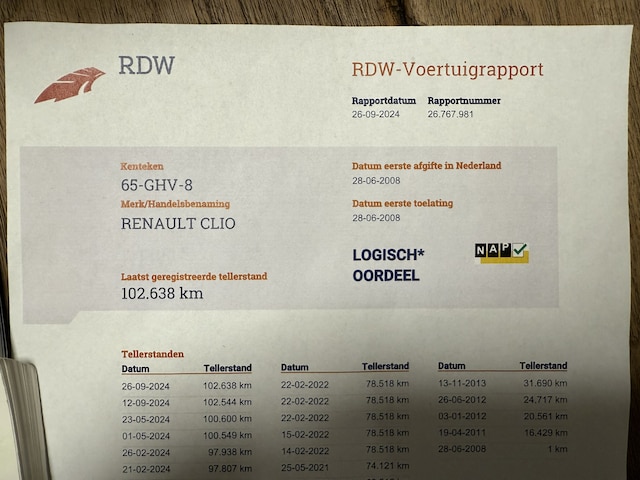 RDW
RDW-Voertuigrapport
Rapportdatum Rapportnummer
26-09-2024 26.767.981
Kenteken
65-GHV-8
Merk/Handelsbenaming
RENAULT CLIO
Laatst geregistreerde tellerstand
102.638 km
Datum eerste afgifte in Nederland
28-06-2008
Datum eerste toelating
28-06-2008
LOGISCH*
OORDEEL
NAP
Tellerstanden
Datum Tellerstand Datum Tellerstand Datum Tellerstand
26-09-2024 102.638 km 22-02-2022 78.518 km 13-11-2013 31.690 km
12-09-2024 102.544 km 22-02-2022 78.518 km 26-06-2012 24.717 km
23-05-2024 100.600 km 22-02-2022 78.518 km 03-01-2012 20.561 km
01-05-2024 100.549 km 15-02-2022 78.518 km 19-04-2011 16.429 km
26-02-2024 97.938 km 14-02-2022 78.518 km 28-06-2008 1 km
21-02-2024 97.807 km 25-05-2021 74.121 km